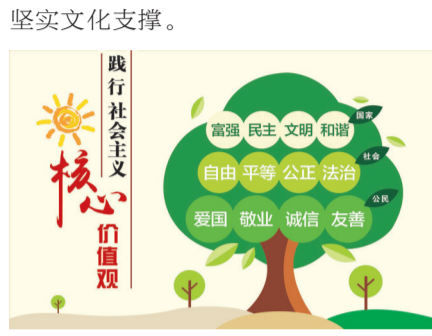 坚实文化支撑。
践行社会主义
核心
价值观
富强 民主 文明 和谐
国家
自由 平等 公正 法治
社会
爱国 敬业 诚信 友善
公民